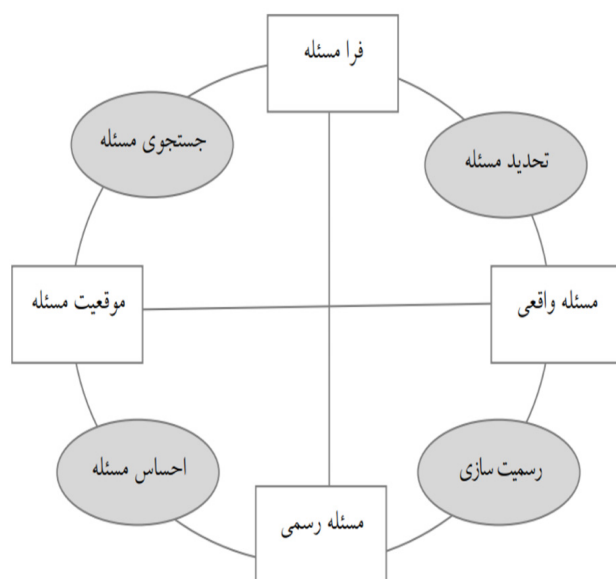 فرا مسئله
جستجوی مسئله
تحدید مسئله
موقعیت مسئله
مسئله واقعی
احساس مسئله
رسمیت سازی
مسئله رسمی